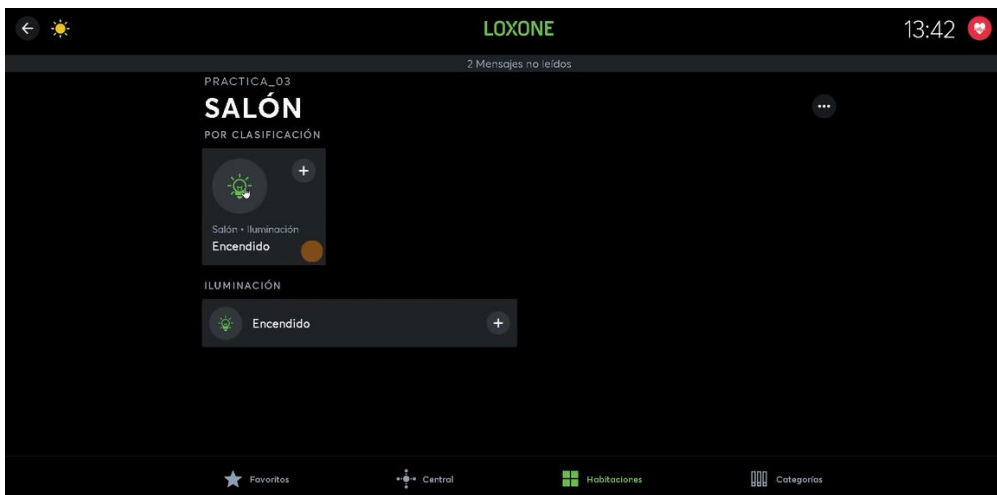 LOXONE
13:42
2 Mensajes no leídos
PRACTICA_03
SALÓN
POR CLASIFICACIÓN
Salón • Iluminación
Encendido
ILUMINACIÓN
Encendido
Favoritos
Central
Habitaciones
Categorías